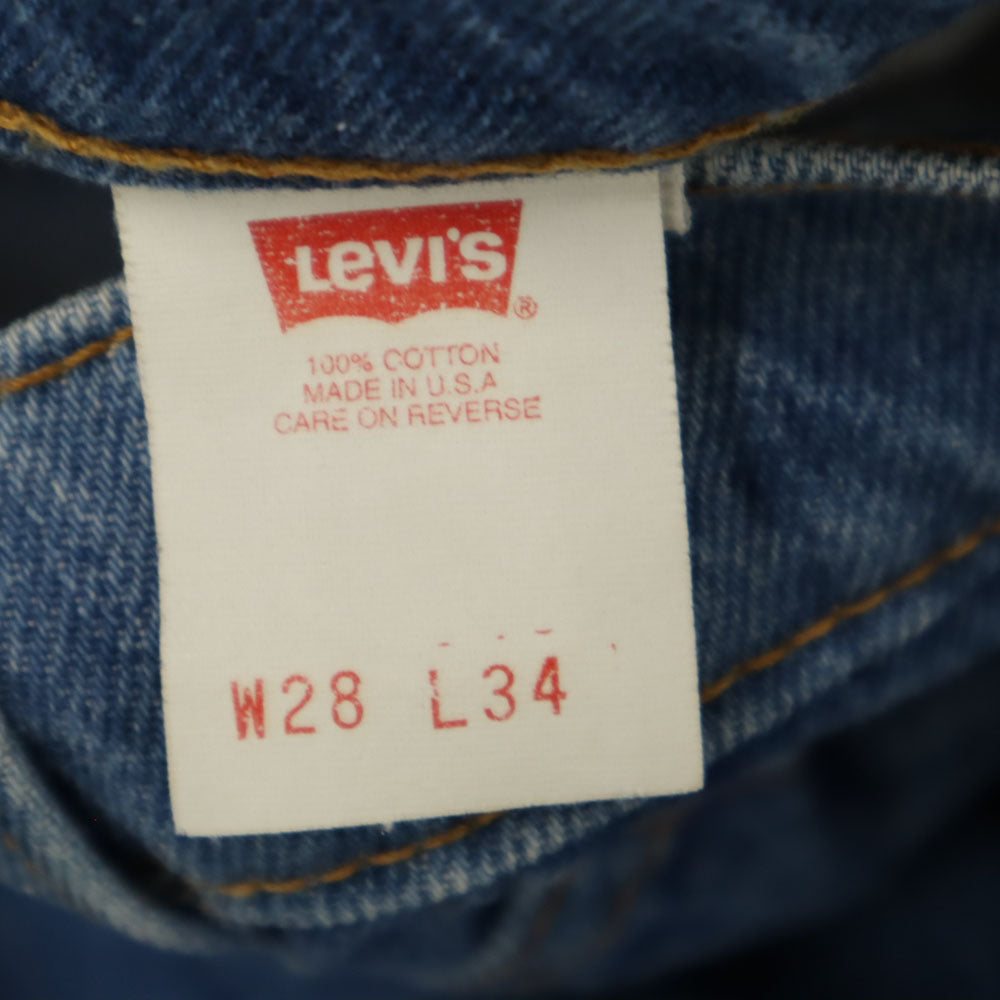 Levi's®
100% COTTON
MADE IN U.S.A
CARE ON REVERSE
W28 L34